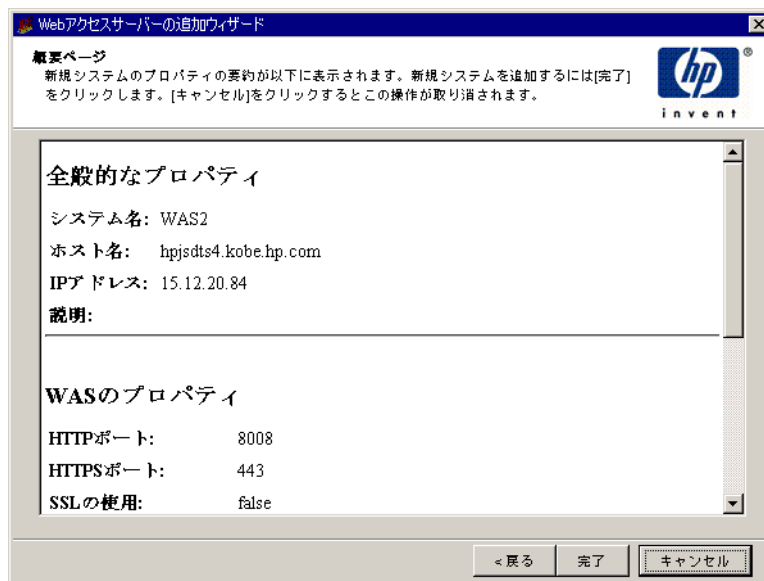 Webアクセスサーバーの追加ウィザード
概要ページ
新規システムのプロパティの要約が以下に表示されます。新規システムを追加するには[完了]
をクリックします。[キャンセル]をクリックするとこの操作が取り消されます。
hp
®
invent
全般的なプロパティ
システム名: WAS2
ホスト名: hpjsdts4.kobe.hp.com
IPアドレス: 15.12.20.84
説明:
WASのプロパティ
HTTPポート: 8008
HTTPSポート: 443
SSLの使用: false
<戻る
完了
キャンセル